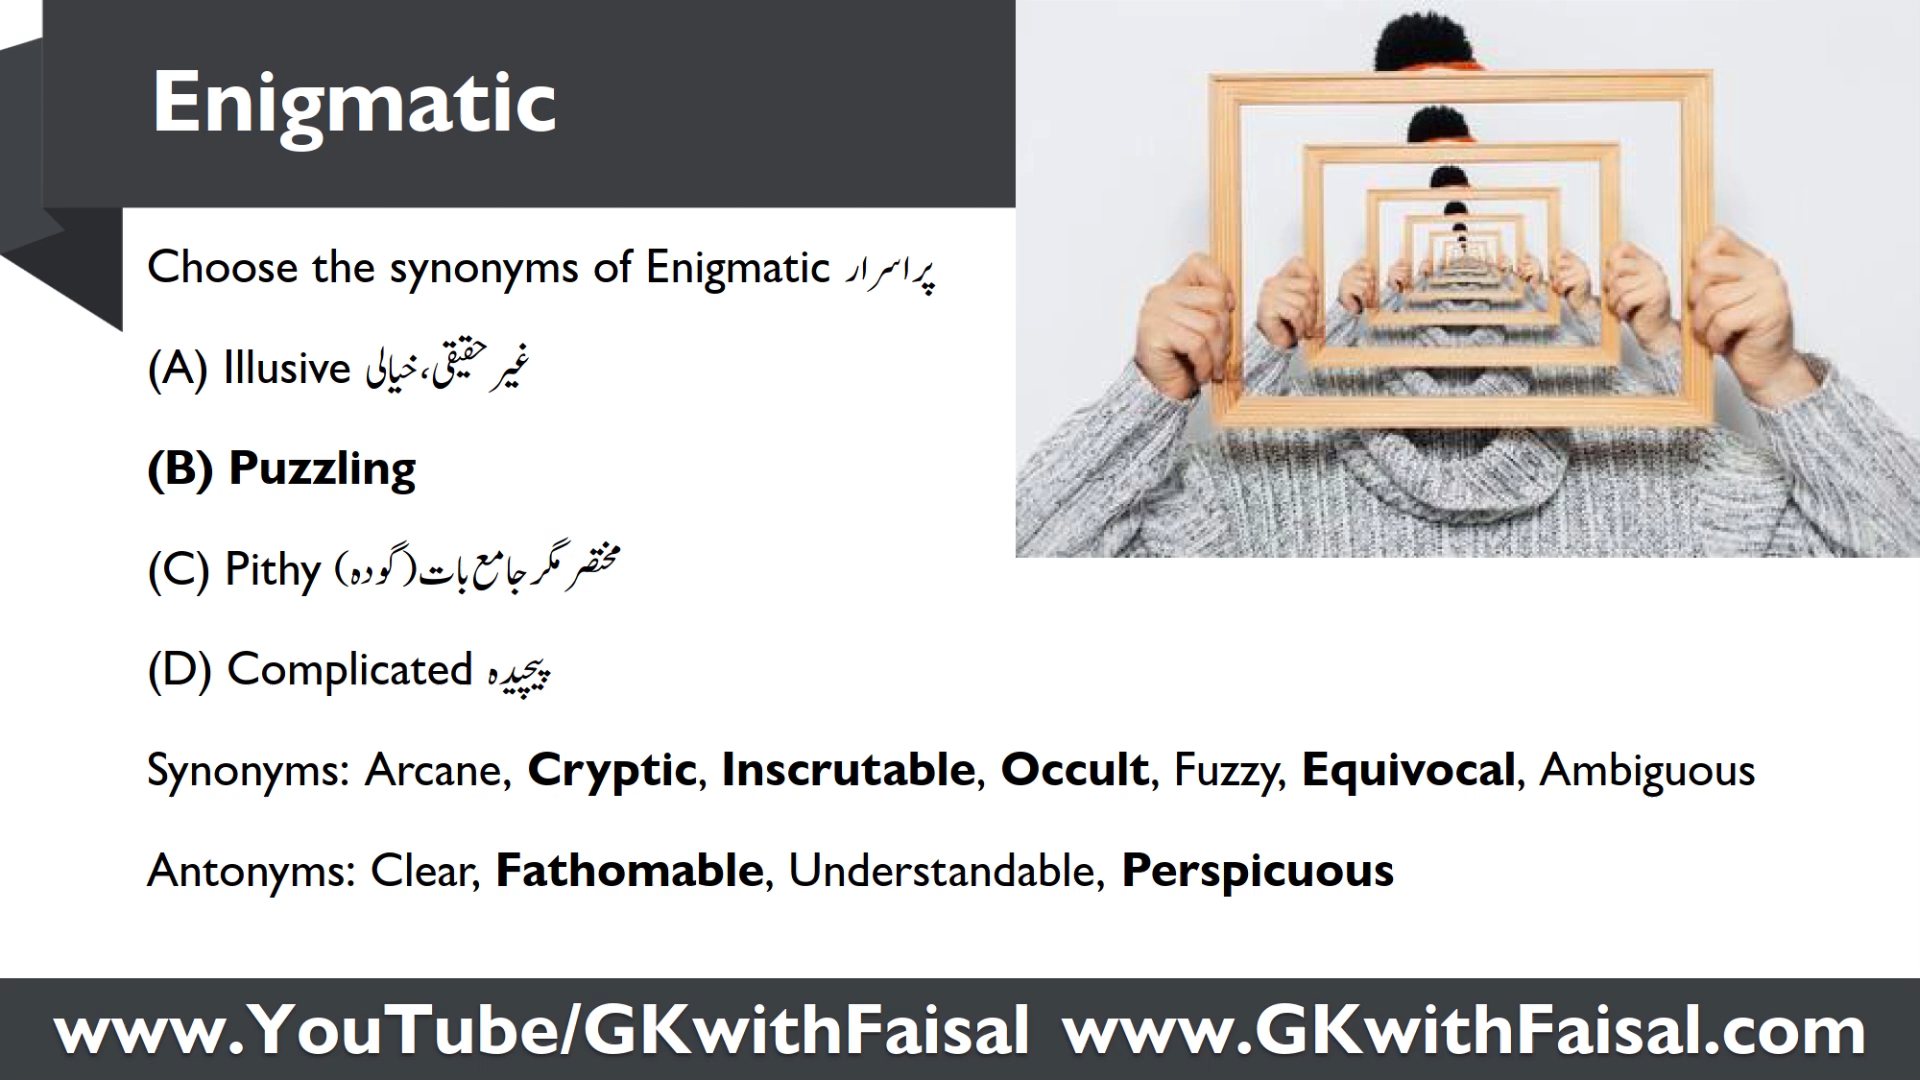 Enigmatic
Choose the synonyms of Enigmatic پراسرار
(A) Illusive غیر حقیقی، خیالی
(B) Puzzling
(C) Pithy مختصر مگر جامع بات (گودہ)
(D) Complicated پیچیدہ
Synonyms: Arcane, Cryptic, Inscrutable, Occult, Fuzzy, Equivocal, Ambiguous
Antonyms: Clear, Fathomable, Understandable, Perspicuous
www.YouTube/GKwithFaisal www.GKwithFaisal.com